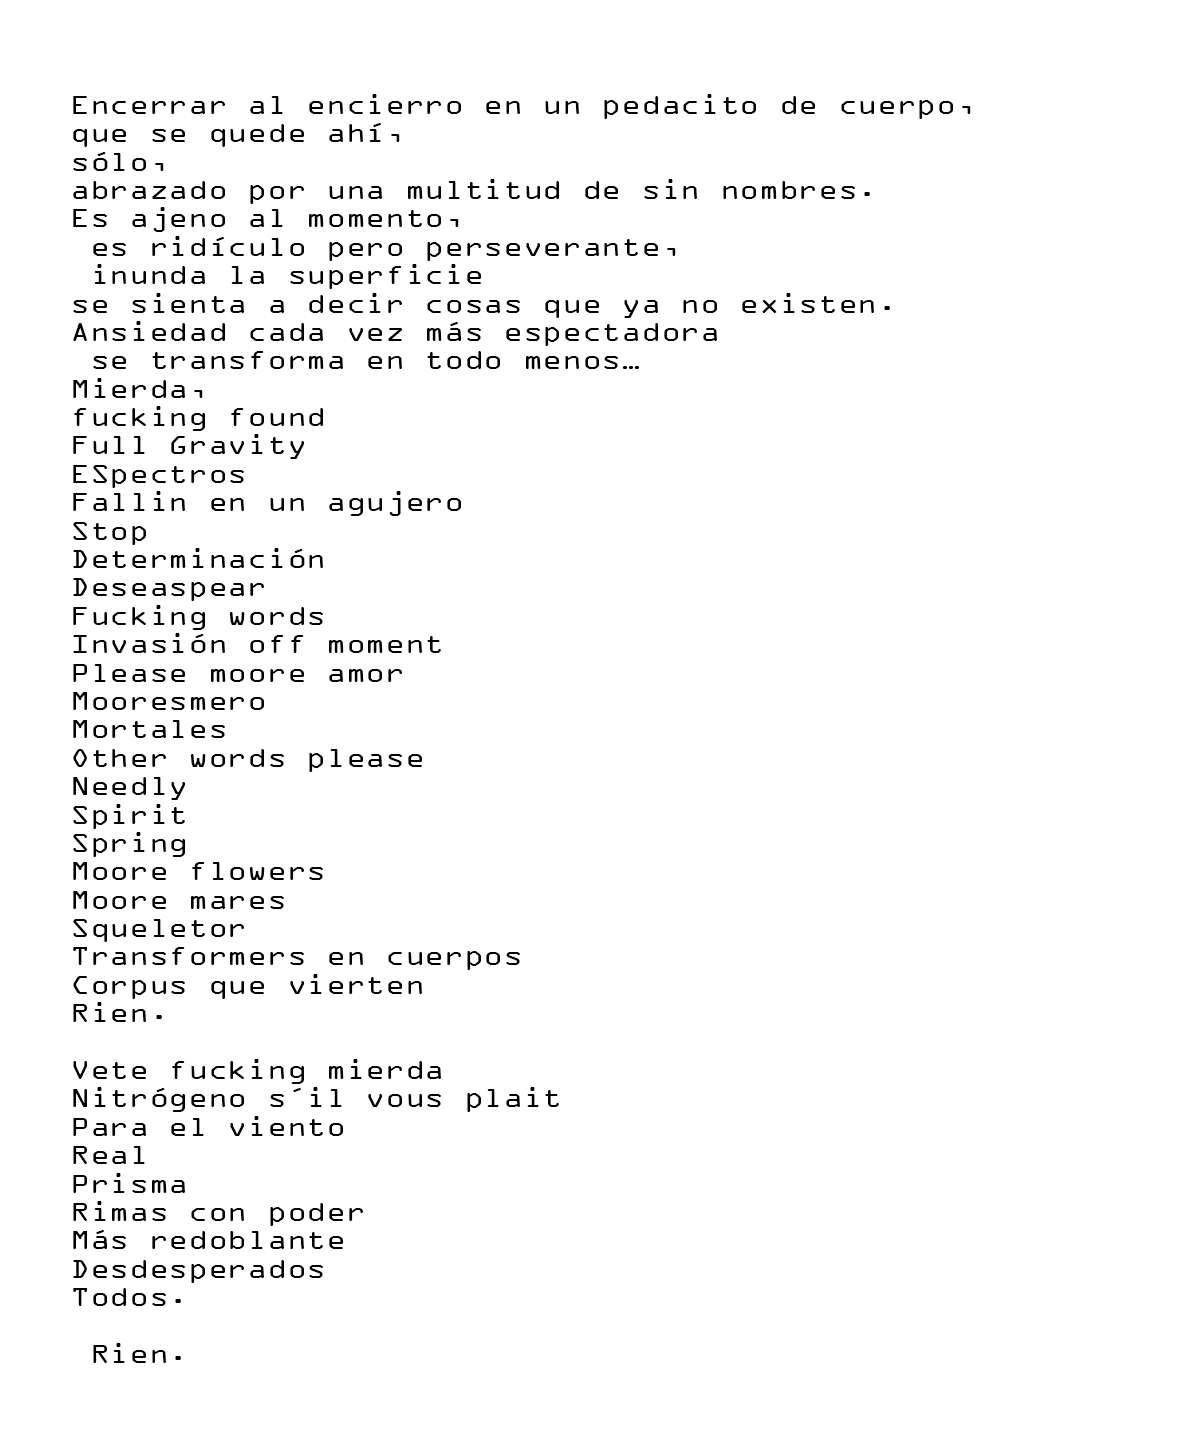 Encerrar al encierro en un pedacito de cuerpo,
que se quede ahí,
sólo,
abrazado por una multitud de sin nombres.
Es ajeno al momento,
es ridículo pero perseverante,
inunda la superficie
se sienta a decir cosas que ya no existen.
Ansiedad cada vez más espectadora
se transforma en todo menos…
Mierda,
fucking found
Full Gravity
ESpectros
Fallin en un agujero
Stop
Determinación
Deseaspear
Fucking words
Invasión off moment
Please moore amor
Mooresmero
Mortales
Other words please
Needly
Spirit
Spring
Moore flowers
Moore mares
Squeletor
Transformers en cuerpos
Corpus que vierten
Rien.

Vete fucking mierda
Nitrógeno s´il vous plait
Para el viento
Real
Prisma
Rimas con poder
Más redoblante
Desdesperados
Todos.

Rien.